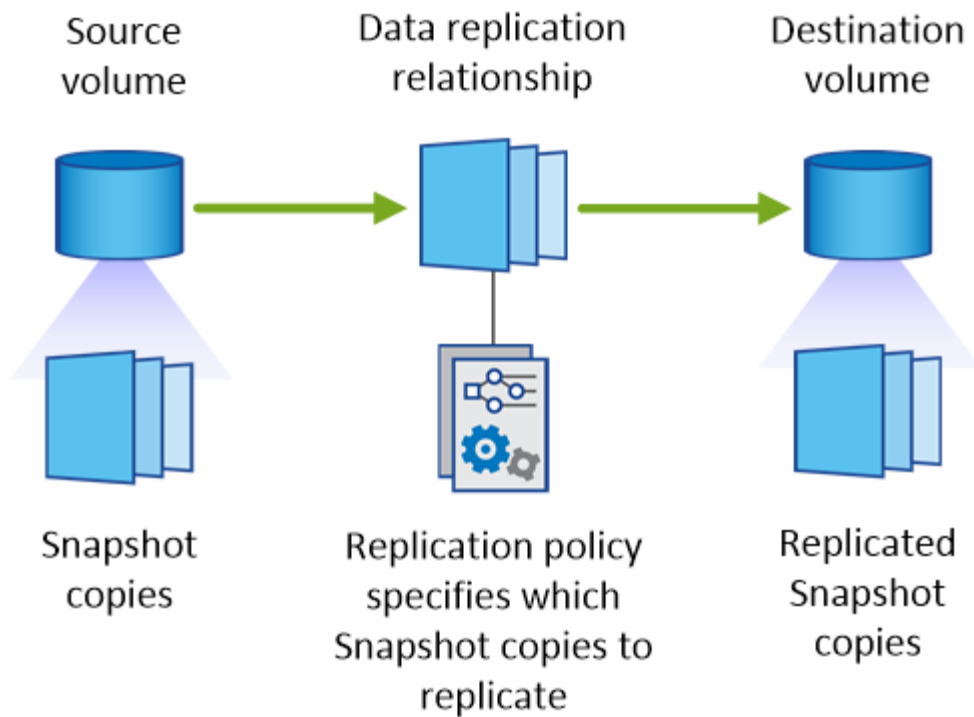 Source
volume
Data replication
relationship
Destination
volume
Snapshot
copies
Replication policy
specifies which
Snapshot copies to
replicate
Replicated
Snapshot
copies